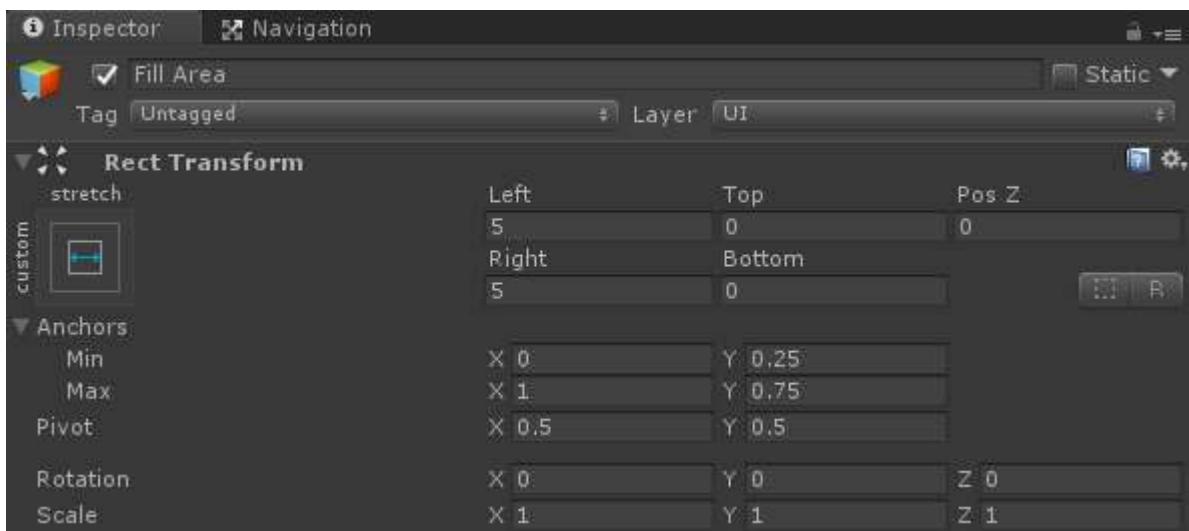 Inspector Navigation
Fill Area Static
Tag Untagged Layer UI
Rect Transform
stretch Left Top Pos Z
custom
5 0 0
Right Bottom
5 0 R
Anchors
Min X 0 Y 0.25
Max X 1 Y 0.75
Pivot X 0.5 Y 0.5
Rotation X 0 Y 0 Z 0
Scale X 1 Y 1 Z 1